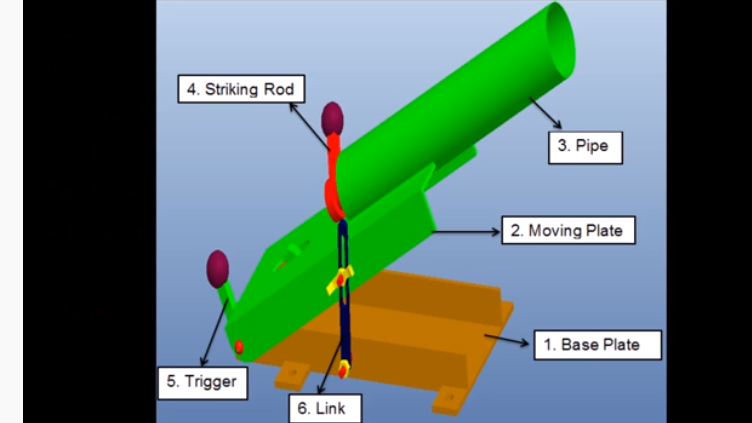 4. Striking Rod
3. Pipe
2. Moving Plate
1. Base Plate
5. Trigger
6. Link